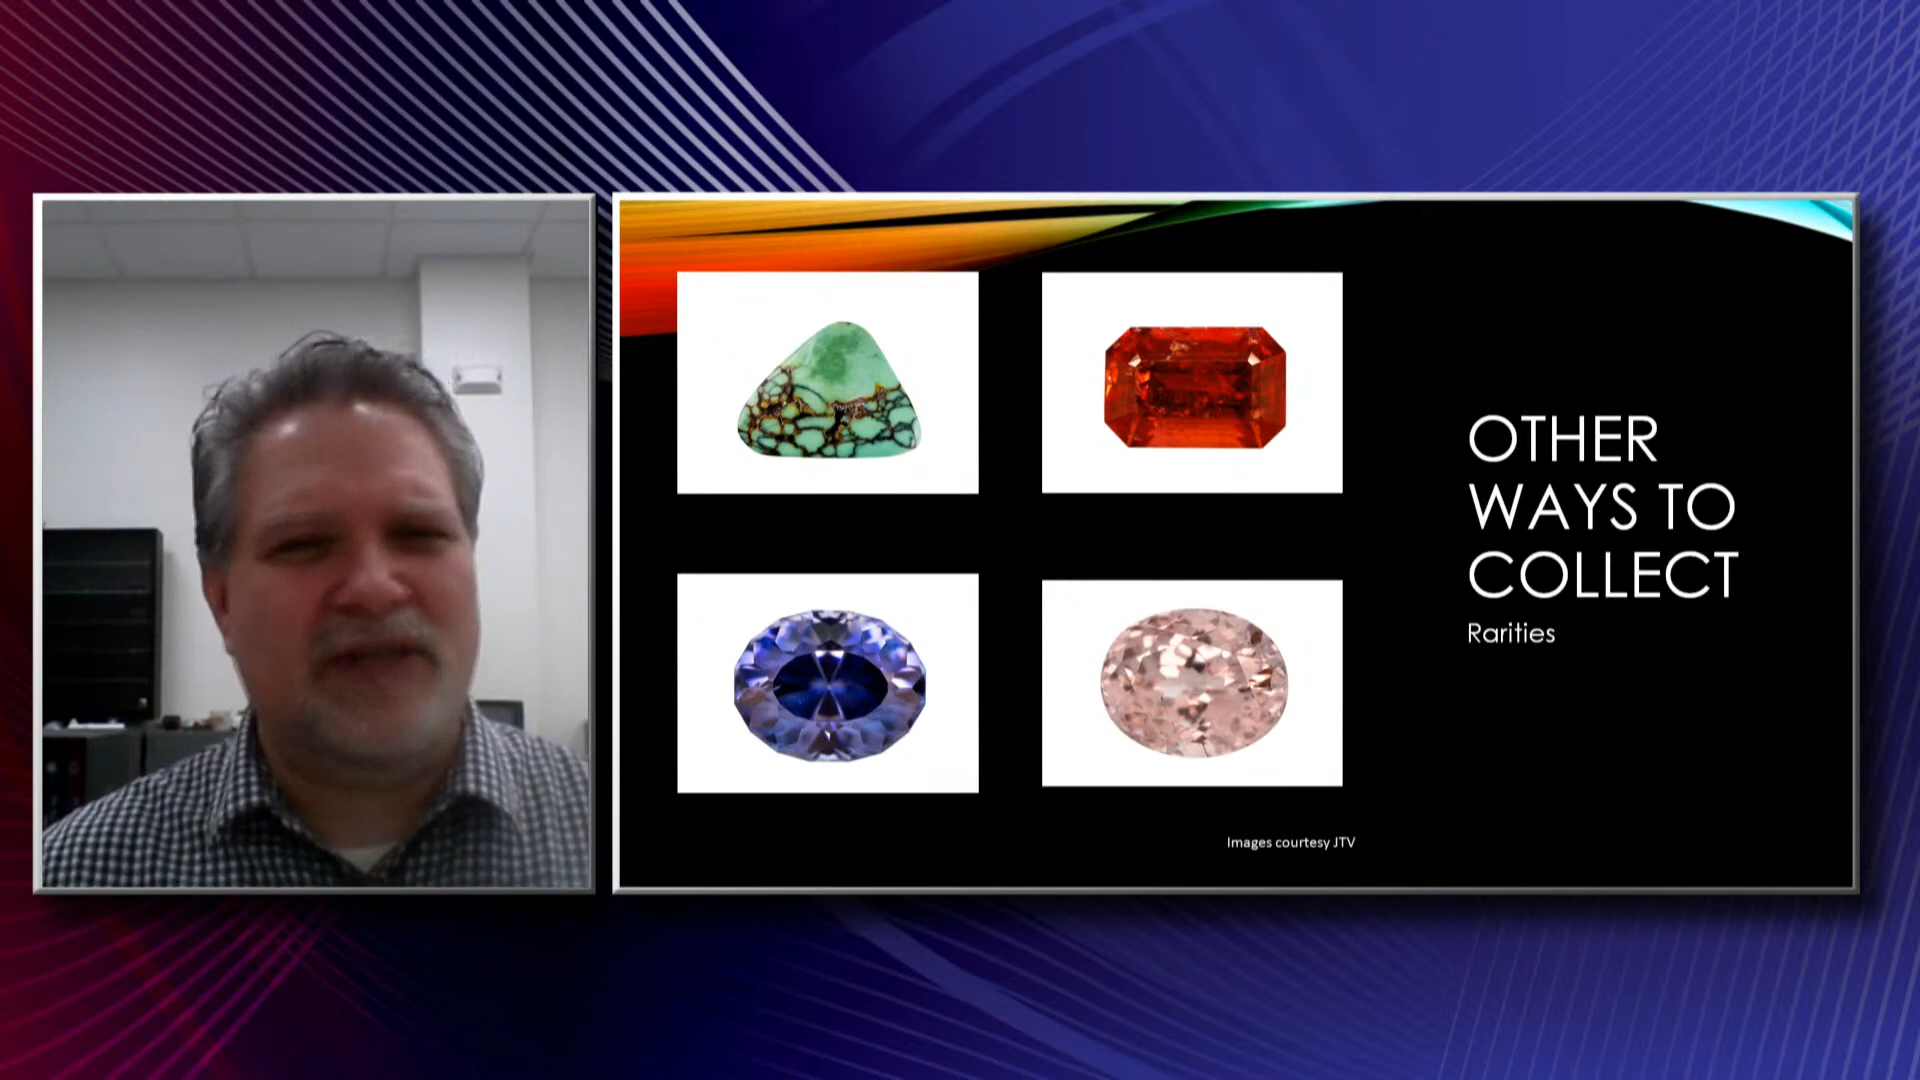 OTHER
WAYS TO
COLLECT
Rarities
Images courtesy JTV